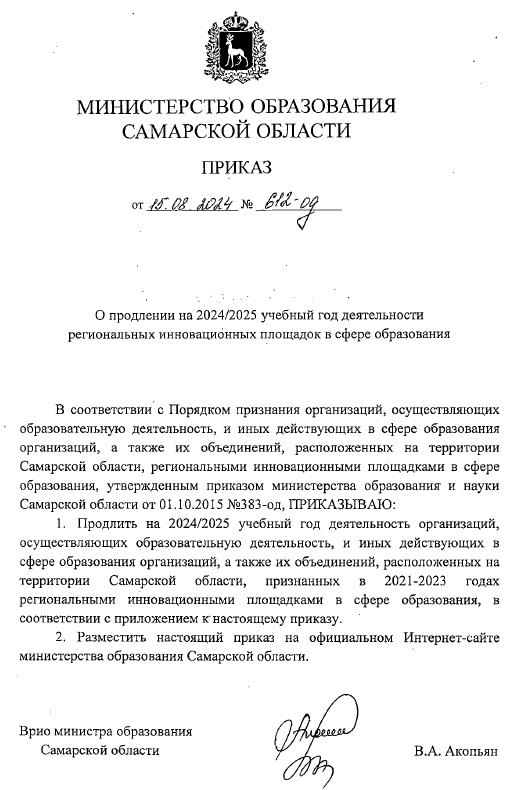 МИНИСТЕРСТВО ОБРАЗОВАНИЯ
САМАРСКОЙ ОБЛАСТИ
ПРИКАЗ
от 15.08.2024 № 612-од
О продлении на 2024/2025 учебный год деятельности
региональных инновационных площадок в сфере образования
В соответствии с Порядком признания организаций, осуществляющих
образовательную деятельность, и иных действующих в сфере образования
организаций, а также их объединений, расположенных на территории
Самарской области, региональными инновационными площадками в сфере
образования, утвержденным приказом министерства образования и науки
Самарской области от 01.10.2015 №383-од, ПРИКАЗЫВАЮ:
1. Продлить на 2024/2025 учебный год деятельность организаций,
осуществляющих образовательную деятельность, и иных действующих в
сфере образования организаций, а также их объединений, расположенных на
территории Самарской области, признанных в 2021-2023 годах
региональными инновационными площадками в сфере образования, в
соответствии с приложением к настоящему приказу.
2. Разместить настоящий приказ на официальном Интернет-сайте
министерства образования Самарской области.
Врио министра образования
Самарской области
В.А. Акопьян